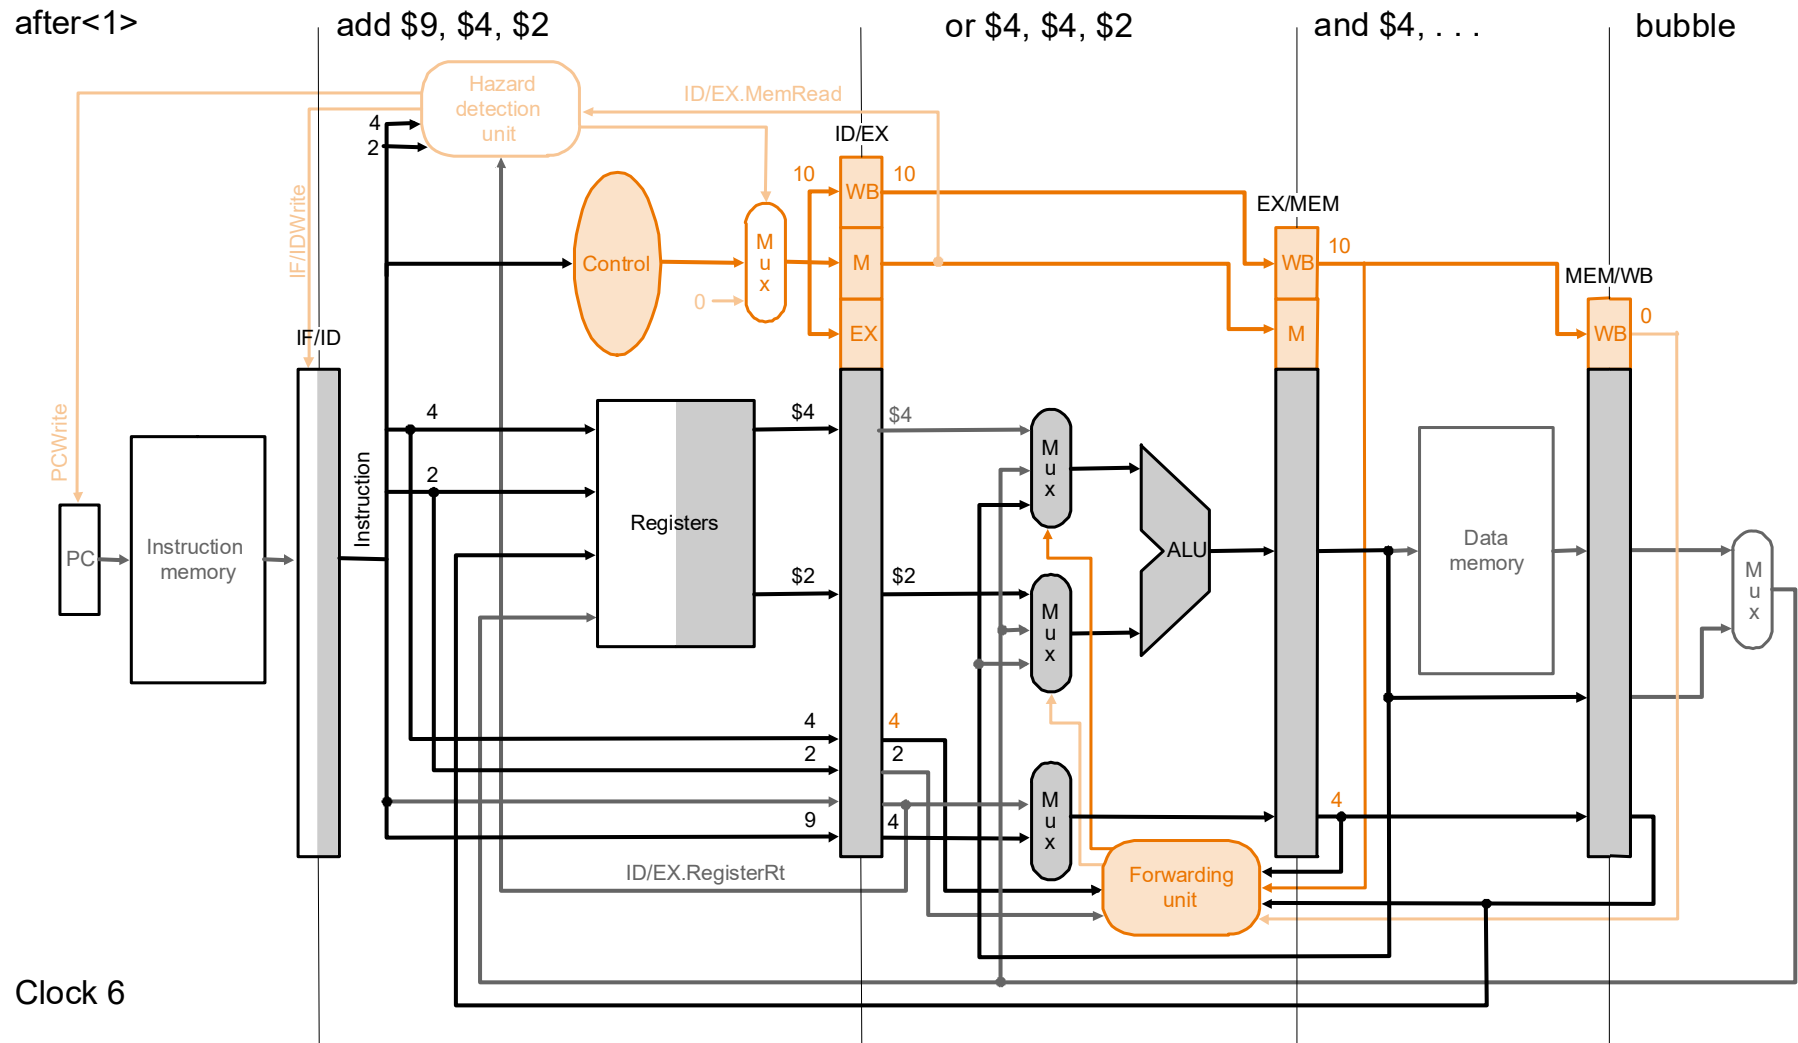 after<1>
add $9, $4, $2
or $4, $4, $2
and $4, . . .
bubble
Hazard
detection
unit
ID/EX.MemRead
4
2
ID/EX
10
WB
10
IF/IDWrite
Control
M
u
x
M
0
EX
EX/MEM
WB
10
M
MEM/WB
WB
0
IF/ID
PCWrite
PC
Instruction
memory
Instruction
4
2
Registers
$4
$2
$4
$2
M
u
x
M
u
x
ALU
Data
memory
M
u
x
4
2
9
4
2
4
M
u
x
4
ID/EX.RegisterRt
Forwarding
unit
Clock 6